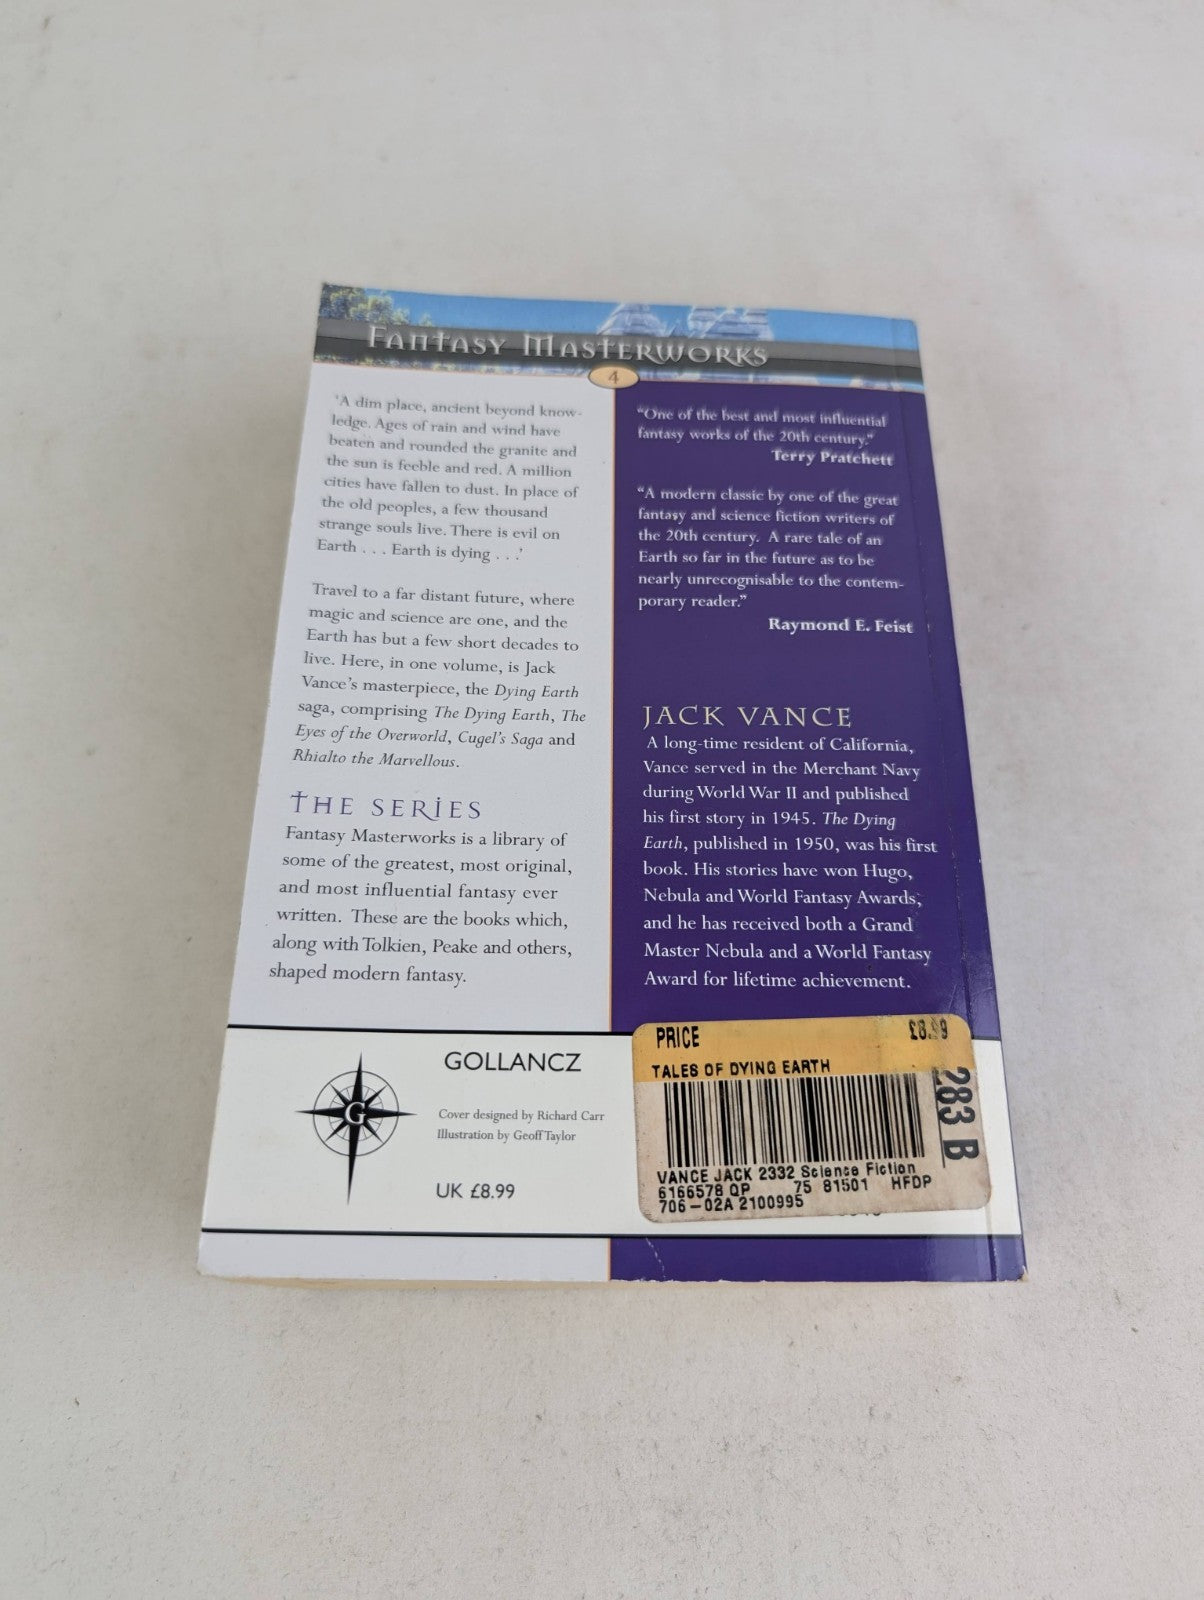 Fantasy Masterworks
4
'A dim place, ancient beyond know-
ledge. Ages of rain and wind have
beaten and rounded the granite and
the sun is feeble and red. A million
cities have fallen to dust. In place of
the old peoples, a few thousand
strange souls live. There is evil on
Earth . . . Earth is dying . . .'
Travel to a far distant future, where
magic and science are one, and the
Earth has but a few short decades to
live. Here, in one volume, is Jack
Vance's masterpiece, the Dying Earth
saga, comprising The Dying Earth, The
Eyes of the Overworld, Cugel's Saga and
Rhialto the Marvellous.
THE SERIES
Fantasy Masterworks is a library of
some of the greatest, most original,
and most influential fantasy ever
written. These are the books which,
along with Tolkien, Peake and others,
shaped modern fantasy.
"One of the best and most influential
fantasy works of the 20th century."
Terry Pratchett
"A modern classic by one of the great
fantasy and science fiction writers of
the 20th century. A rare tale of an
Earth so far in the future as to be
nearly unrecognisable to the contem-
porary reader."
Raymond E. Feist
JACK VANCE
A long-time resident of California,
Vance served in the Merchant Navy
during World War II and published
his first story in 1945. The Dying
Earth, published in 1950, was his first
book. His stories have won Hugo,
Nebula and World Fantasy Awards,
and he has received both a Grand
Master Nebula and a World Fantasy
Award for lifetime achievement.
G
GOLLANCZ
Cover designed by Richard Carr
Illustration by Geoff Taylor
UK £8.99
PRICE £8.99
TALES OF DYING EARTH
283 B
VANCE JACK 2332 Science Fiction
6166578 QP 75 81501 HFDP
706-02A 2100995